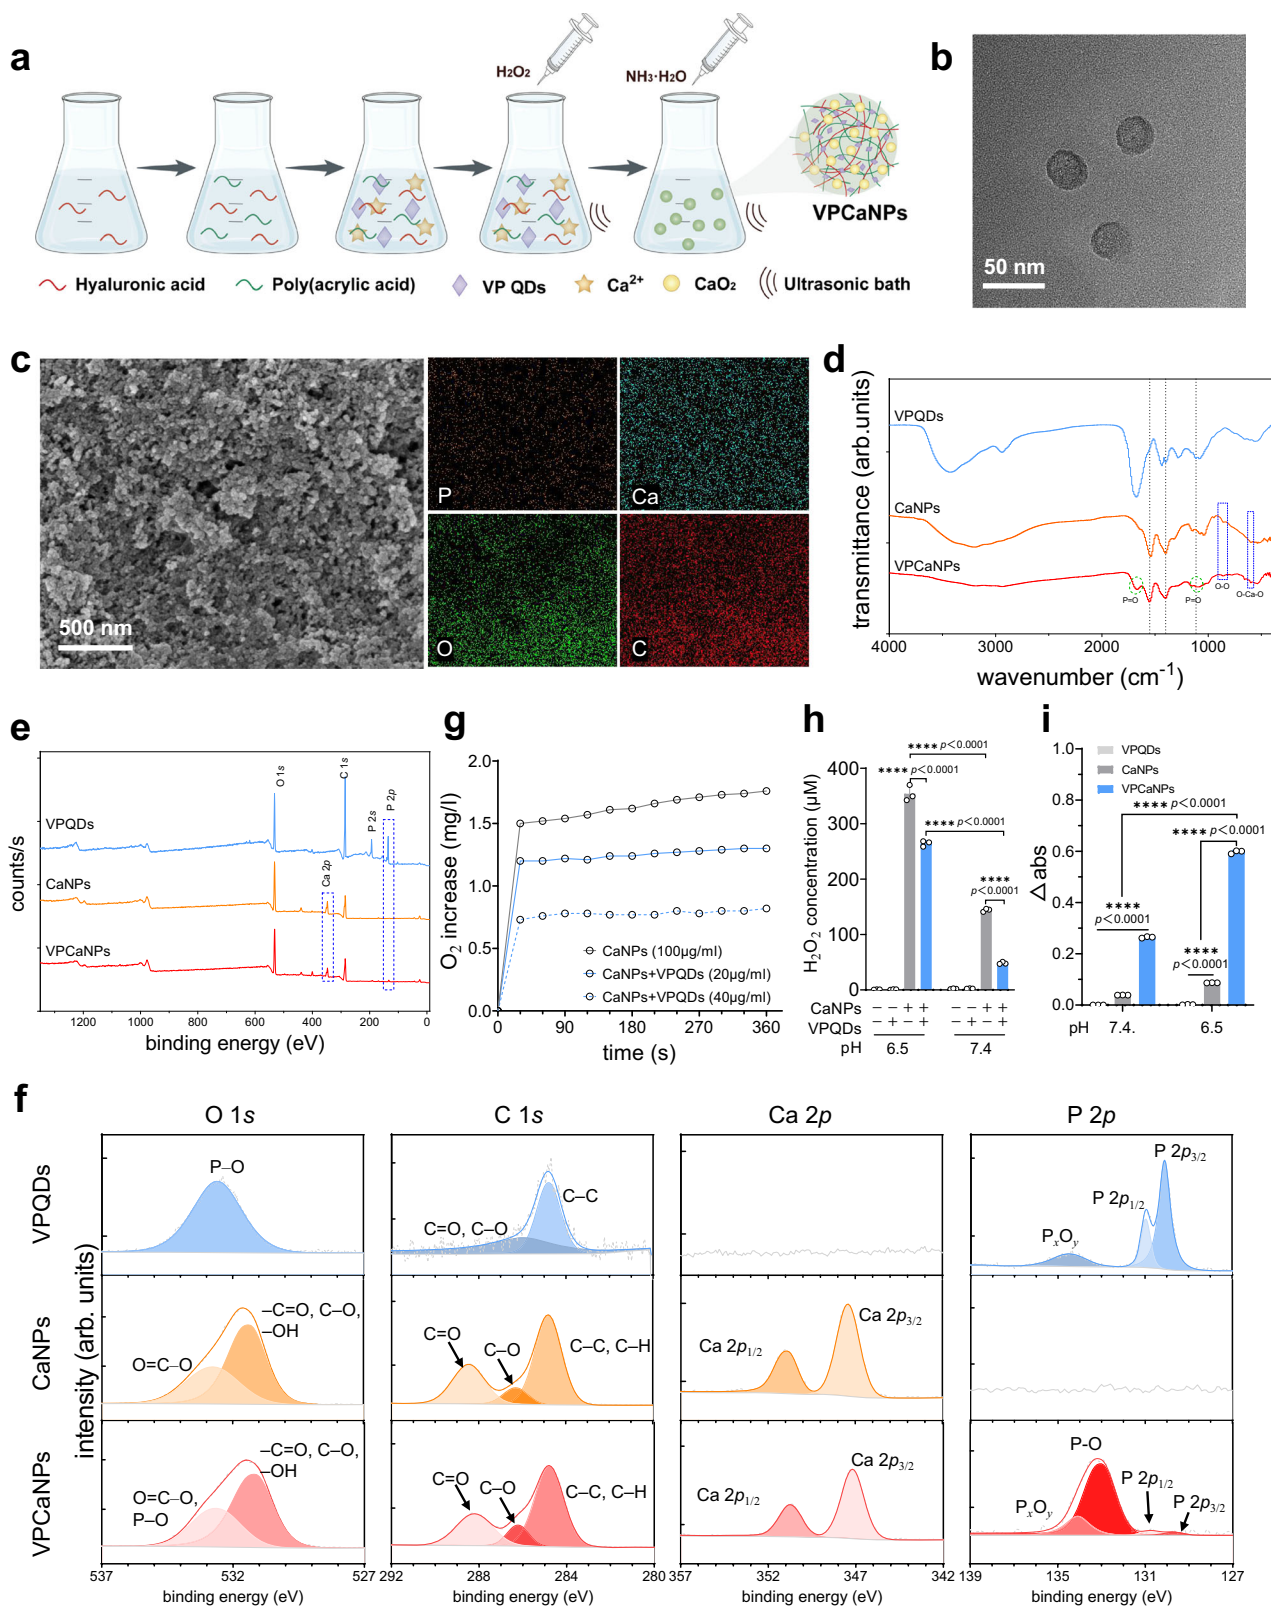 a
H₂O₂
NH₃·H₂O
VPCaNPs
Hyaluronic acid
Poly(acrylic acid)
VP QDs
Ca²⁺
CaO₂
Ultrasonic bath
b
50 nm
c
500 nm
P
Ca
O
C
d
transmittance (arb.units)
VPQDs
CaNPs
VPCaNPs
P=O
P=O
O-O
O-Ca-O
4000 3000 2000 1000
wavenumber (cm⁻¹)
e
counts/s
O 1s
C 1s
P 2s
P 2p
Ca 2p
VPQDs
CaNPs
VPCaNPs
1200 1000 800 600 400 200 0
binding energy (eV)
g
O₂ increase (mg/l)
2.0
1.5
1.0
0.5
0.0
CaNPs (100μg/ml)
CaNPs+VPQDs (20μg/ml)
CaNPs+VPQDs (40μg/ml)
0 90 180 270 360
time (s)
h
H₂O₂ concentration (μM)
400
300
200
100
0
**** p<0.0001
**** p<0.0001
**** p<0.0001
**** p<0.0001
CaNPs − − + + − − + +
VPQDs − + − + − + − +
pH 6.5 7.4
i
△abs
1.0
0.8
0.6
0.4
0.2
0.0
VPQDs
CaNPs
VPCaNPs
**** p<0.0001
**** p<0.0001
**** p<0.0001
**** p<0.0001
pH 7.4. 6.5
f
O 1s C 1s Ca 2p P 2p
intensity (arb. units)
VPQDs
P–O
C=O, C–O
C–C
PₓOᵧ
P 2p₁/₂
P 2p₃/₂
CaNPs
O=C–O
–C=O, C–O,
–OH
C=O
C–O
C–C, C–H
Ca 2p₁/₂
Ca 2p₃/₂
VPCaNPs
O=C–O,
P–O
–C=O, C–O,
–OH
C=O
C–O
C–C, C–H
Ca 2p₁/₂
Ca 2p₃/₂
PₓOᵧ
P-O
P 2p₁/₂
P 2p₃/₂
537 532 527
292 288 284 280
357 352 347 342
139 135 131 127
binding energy (eV) binding energy (eV) binding energy (eV) binding energy (eV)